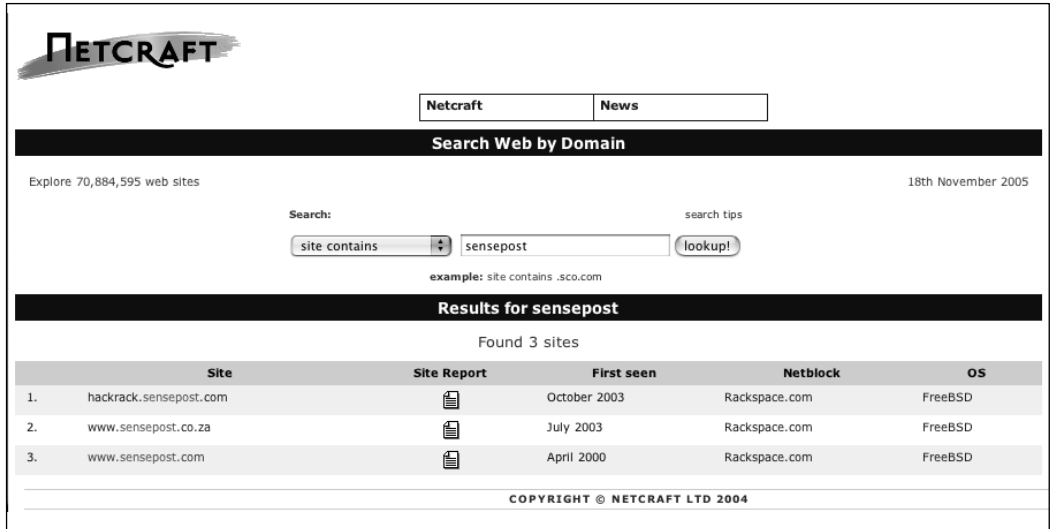 NETCRAFT
Netcraft News
Search Web by Domain
Explore 70,884,595 web sites 18th November 2005
Search: search tips
site contains sensepost lookup!
example: site contains .sco.com
Results for sensepost
Found 3 sites
Site Site Report First seen Netblock OS
1. hackrack.sensepost.com October 2003 Rackspace.com FreeBSD
2. www.sensepost.co.za July 2003 Rackspace.com FreeBSD
3. www.sensepost.com April 2000 Rackspace.com FreeBSD
COPYRIGHT © NETCRAFT LTD 2004